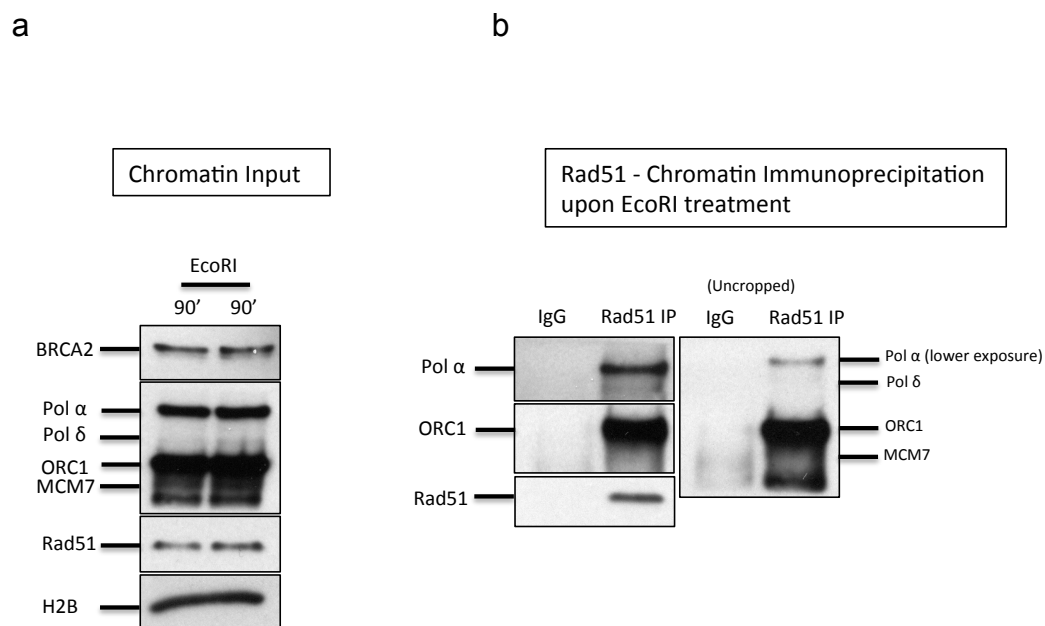 a
b
Chromatin Input
Rad51 - Chromatin Immunoprecipitation
upon EcoRI treatment
EcoRI
90’ 90’
BRCA2
Pol α
Pol δ
ORC1
MCM7
Rad51
H2B
(Uncropped)
IgG Rad51 IP IgG Rad51 IP
Pol α
ORC1
Rad51
Pol α (lower exposure)
Pol δ
ORC1
MCM7